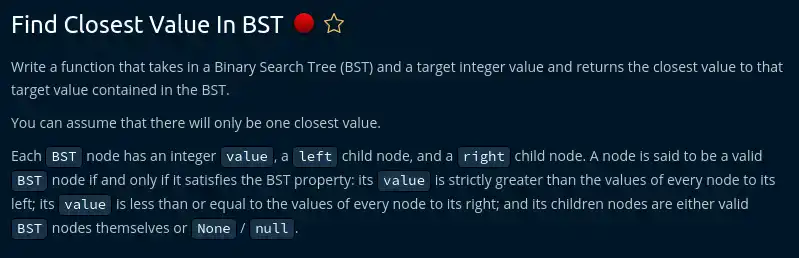 Find Closest Value In BST
Write a function that takes in a Binary Search Tree (BST) and a target integer value and returns the closest value to that
target value contained in the BST.
You can assume that there will only be one closest value.
Each BST node has an integer value, a left child node, and a right child node. A node is said to be a valid
BST node if and only if it satisfies the BST property: its value is strictly greater than the values of every node to its
left; its value is less than or equal to the values of every node to its right; and its children nodes are either valid
BST nodes themselves or None / null.